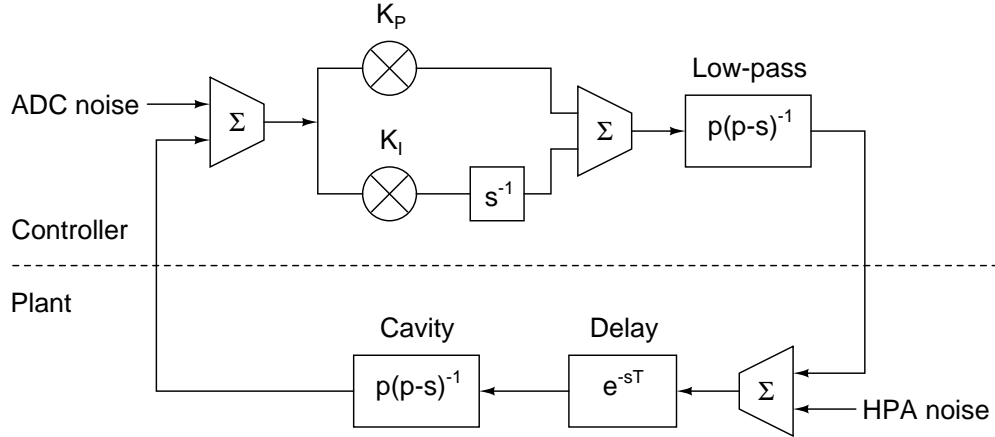 K_P
Low-pass
ADC noise
Σ
Σ
p(p-s)^-1
K_I
s^-1
Controller
Plant
Cavity
Delay
p(p-s)^-1
e^-sT
Σ
HPA noise